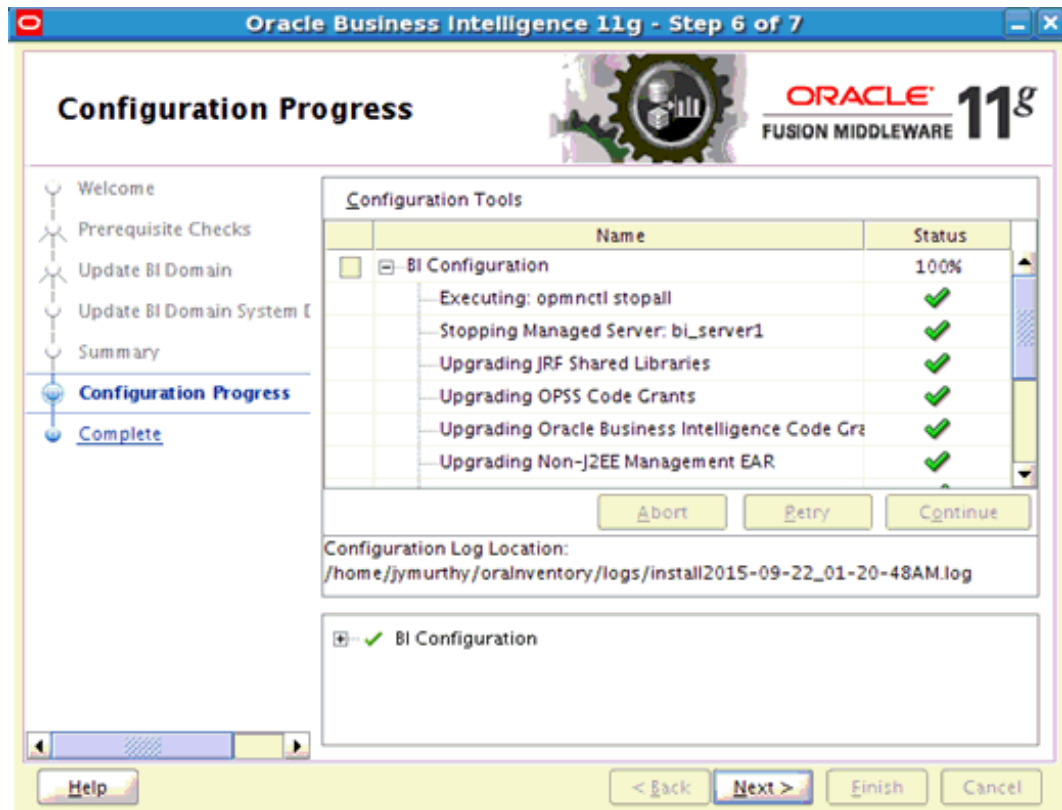 Oracle Business Intelligence 11g - Step 6 of 7
Configuration Progress
ORACLE
FUSION MIDDLEWARE
11g
Welcome
Prerequisite Checks
Update BI Domain
Update BI Domain System
Summary
Configuration Progress
Complete
Configuration Tools
Name Status
BI Configuration 100%
Executing: opmnctl stopall
Stopping Managed Server: bi_server1
Upgrading JRF Shared Libraries
Upgrading OPSS Code Grants
Upgrading Oracle Business Intelligence Code Gra
Upgrading Non-J2EE Management EAR
Abort Retry Continue
Configuration Log Location:
/home/jymurthy/oraInventory/logs/install2015-09-22_01-20-48AM.log
BI Configuration
Help < Back Next > Finish Cancel